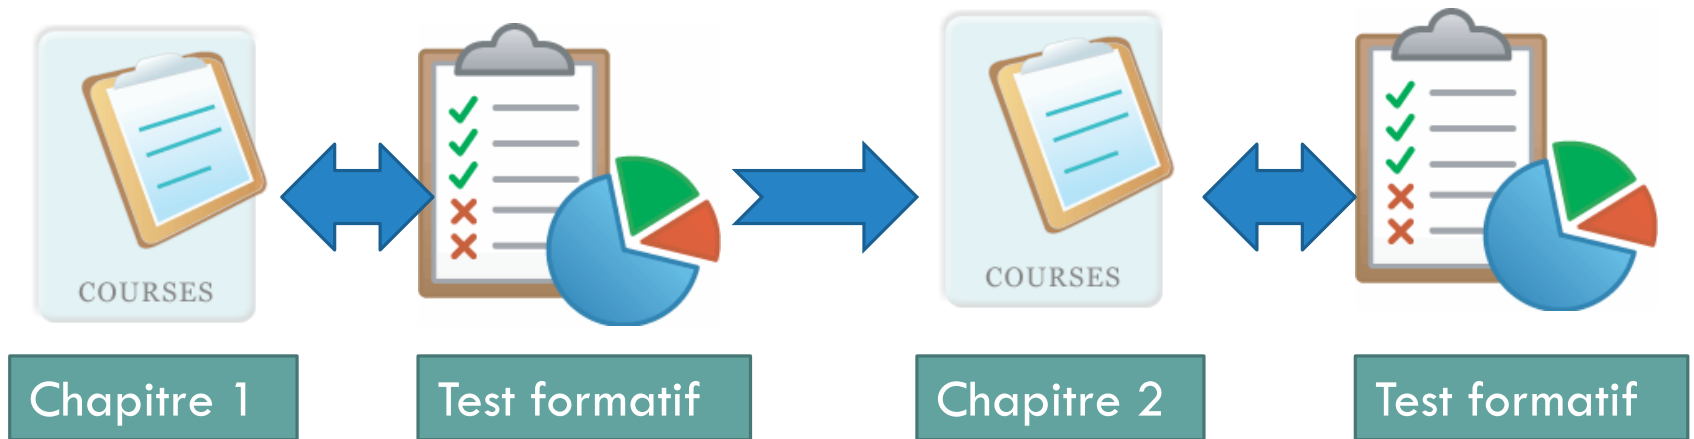 COURSES
COURSES
Chapitre 1
Test formatif
Chapitre 2
Test formatif